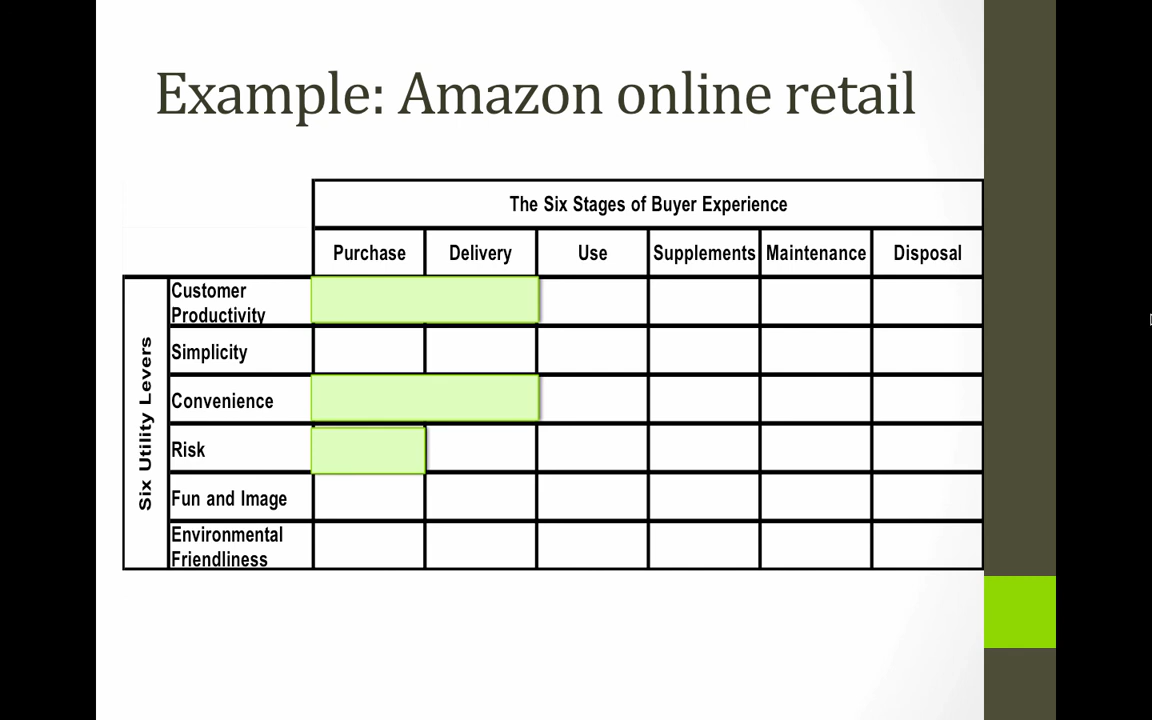 Example: Amazon online retail
The Six Stages of Buyer Experience
Purchase Delivery Use Supplements Maintenance Disposal
Six Utility Levers
Customer
Productivity
Simplicity
Convenience
Risk
Fun and Image
Environmental
Friendliness